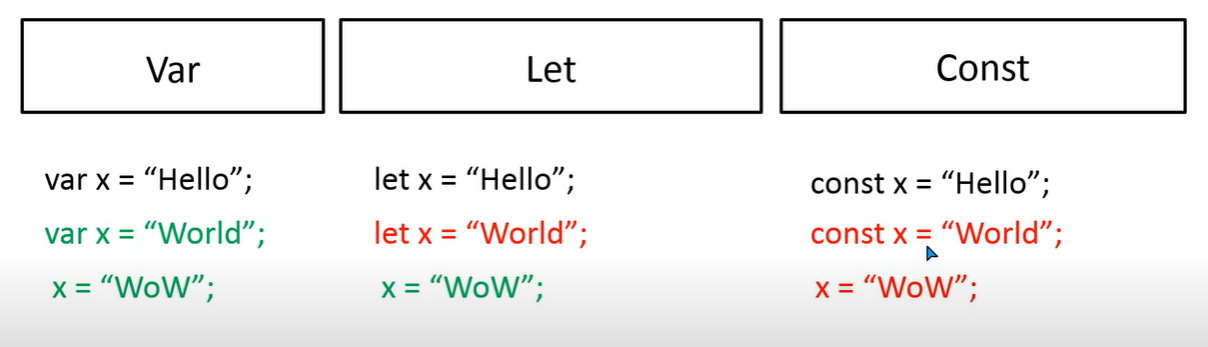 Var
Let
Const
var x = “Hello”;
var x = “World”;
x = “WoW”;
let x = “Hello”;
let x = “World”;
x = “WoW”;
const x = “Hello”;
const x = “World”;
x = “WoW”;